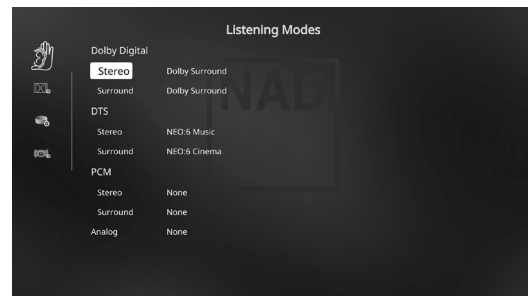 Listening Modes
Dolby Digital
Stereo Dolby Surround
Surround Dolby Surround
DTS
Stereo NEO:6 Music
Surround NEO:6 Cinema
PCM
Stereo None
Surround None
Analog None
NAD